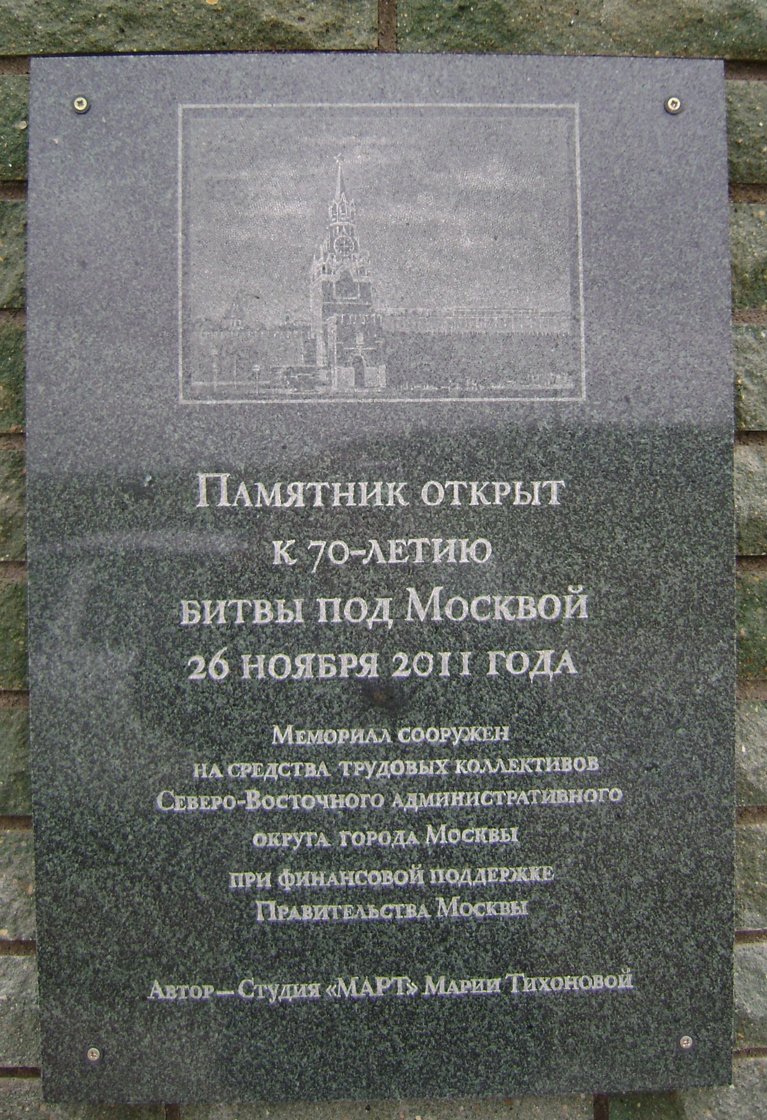 Памятник открыт
к 70-летию
битвы под Москвой
26 ноября 2011 года
Мемориал сооружен
на средства трудовых коллективов
Северо-Восточного административного
округа города Москвы
при финансовой поддержке
Правительства Москвы
Автор—Студия «МАРТ» Марии Тихоновой